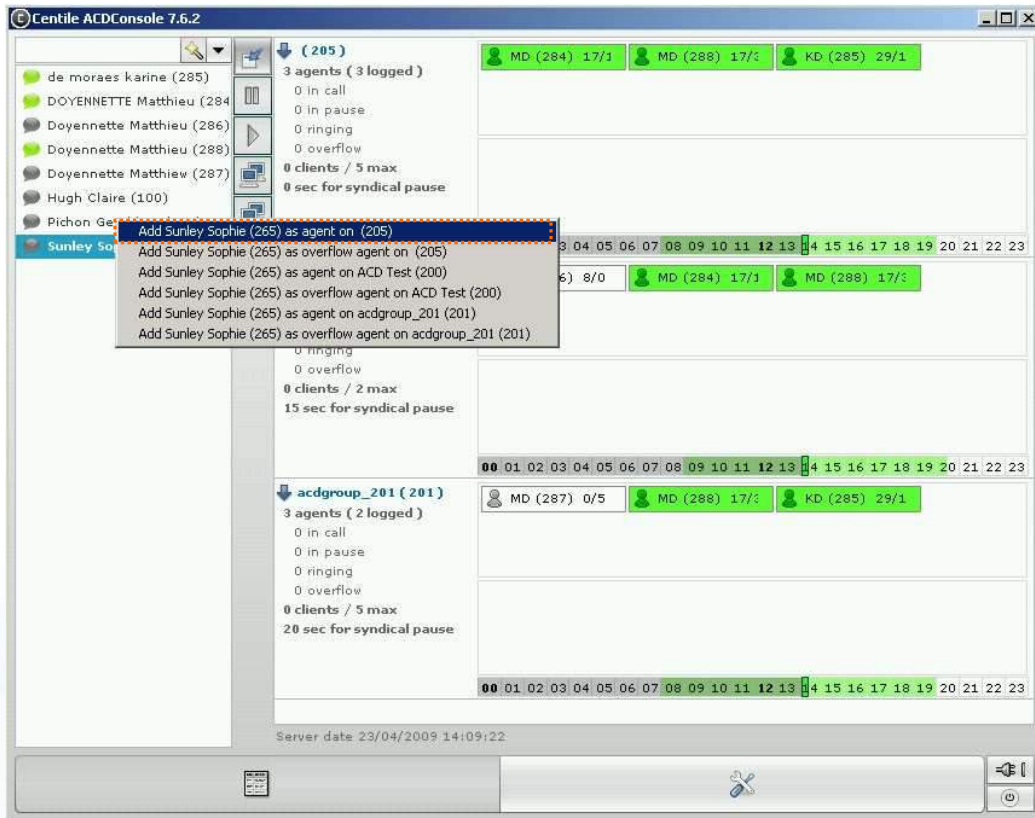 Centile ACDConsole 7.6.2
de moraes karine (285)
DOYENNETTE Matthieu (284
Doyennette Matthieu (286)
Doyennette Matthieu (288)
Doyennette Matthiew (287)
Hugh Claire (100)
Pichon Ge
Sunley So
Add Sunley Sophie (265) as agent on (205)
Add Sunley Sophie (265) as overflow agent on (205)
Add Sunley Sophie (265) as agent on ACD Test (200)
Add Sunley Sophie (265) as overflow agent on ACD Test (200)
Add Sunley Sophie (265) as agent on acdgroup_201 (201)
Add Sunley Sophie (265) as overflow agent on acdgroup_201 (201)
(205)
3 agents ( 3 logged )
0 in call
0 in pause
0 ringing
0 overflow
0 clients / 5 max
0 sec for syndical pause
MD (284) 17/1 MD (288) 17/3 KD (285) 29/1
3 04 05 06 07 08 09 10 11 12 13 14 15 16 17 18 19 20 21 22 23
6) 8/0 MD (284) 17/1 MD (288) 17/3
0 ringing
0 overflow
0 clients / 2 max
15 sec for syndical pause
00 01 02 03 04 05 06 07 08 09 10 11 12 13 14 15 16 17 18 19 20 21 22 23
acdgroup_201 ( 201 )
3 agents ( 2 logged )
0 in call
0 in pause
0 ringing
0 overflow
0 clients / 5 max
20 sec for syndical pause
MD (287) 0/5 MD (288) 17/3 KD (285) 29/1
00 01 02 03 04 05 06 07 08 09 10 11 12 13 14 15 16 17 18 19 20 21 22 23
Server date 23/04/2009 14:09:22